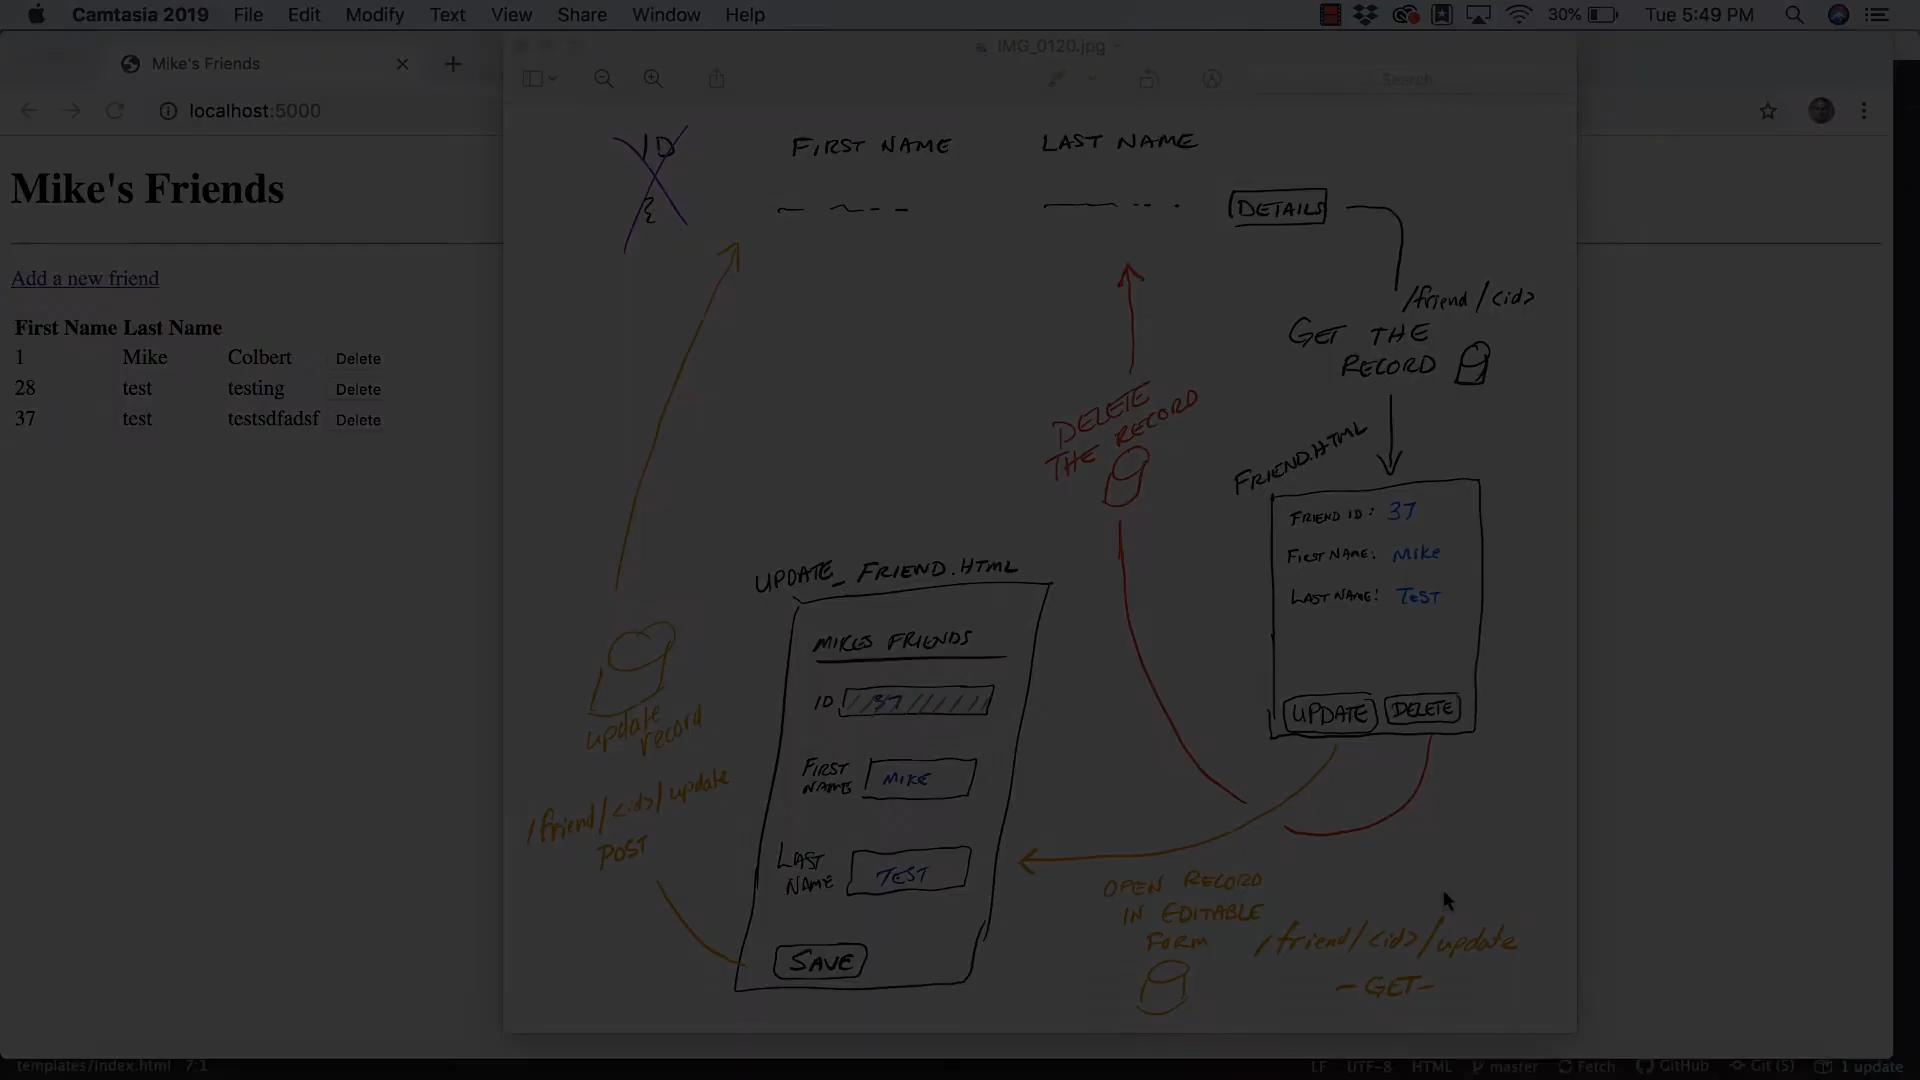 Camtasia 2019 File Edit Modify Text View Share Window Help 30% Tue 5:49 PM
Mike's Friends
IMG_0120.jpg
Search
localhost:5000
Mike's Friends
Add a new friend
First Name Last Name
1 Mike Colbert Delete
28 test testing Delete
37 test testsdfadsf Delete
ID FIRST NAME LAST NAME
DETAILS
/friend/<id>
GET THE
RECORD
DELETE
THE RECORD
FRIEND.HTML
FRIEND ID: 37
FIRST NAME: Mike
LAST NAME: TEST
UPDATE DELETE
UPDATE_FRIEND.HTML
MIKES FRIENDS
ID 37
FIRST
NAME MIKE
LAST
NAME TEST
SAVE
update
record
/friend/<id>/update
POST
OPEN RECORD
IN EDITABLE
FORM
/friend/<id>/update
-GET-
templates/index.html 7:1 LF UTF-8 HTML master Fetch GitHub Git (5) 1 update